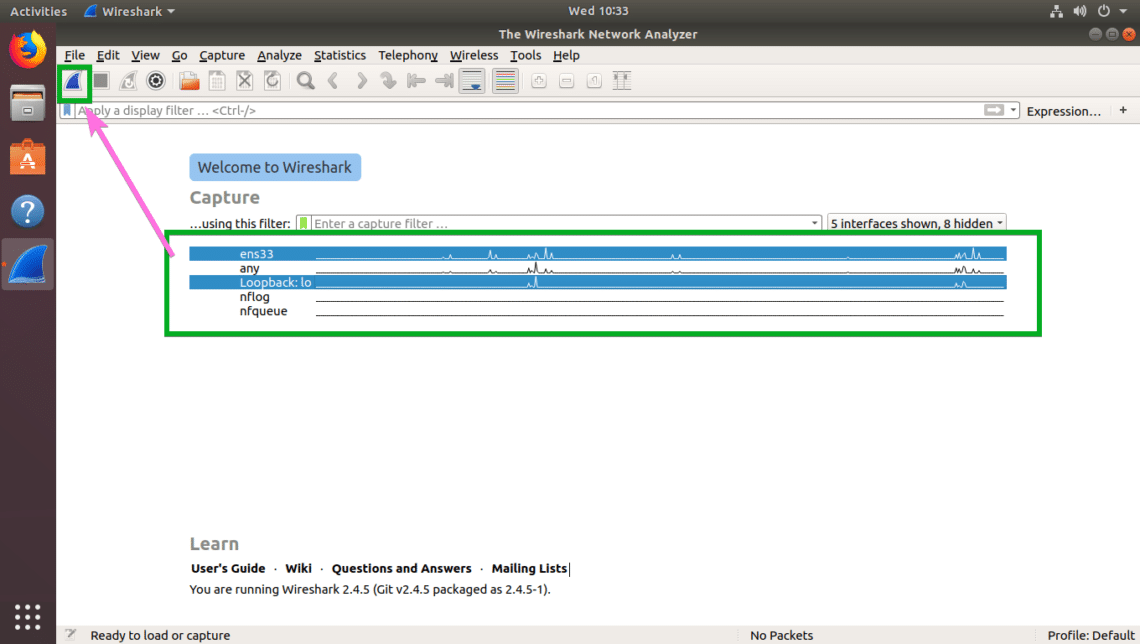 Activities Wireshark Wed 10:33
The Wireshark Network Analyzer
File Edit View Go Capture Analyze Statistics Telephony Wireless Tools Help
Apply a display filter … <Ctrl-/> Expression… +
Welcome to Wireshark
Capture
…using this filter: Enter a capture filter … 5 interfaces shown, 8 hidden
ens33
any
Loopback: lo
nflog
nfqueue
Learn
User's Guide · Wiki · Questions and Answers · Mailing Lists
You are running Wireshark 2.4.5 (Git v2.4.5 packaged as 2.4.5-1).
Ready to load or capture No Packets Profile: Default